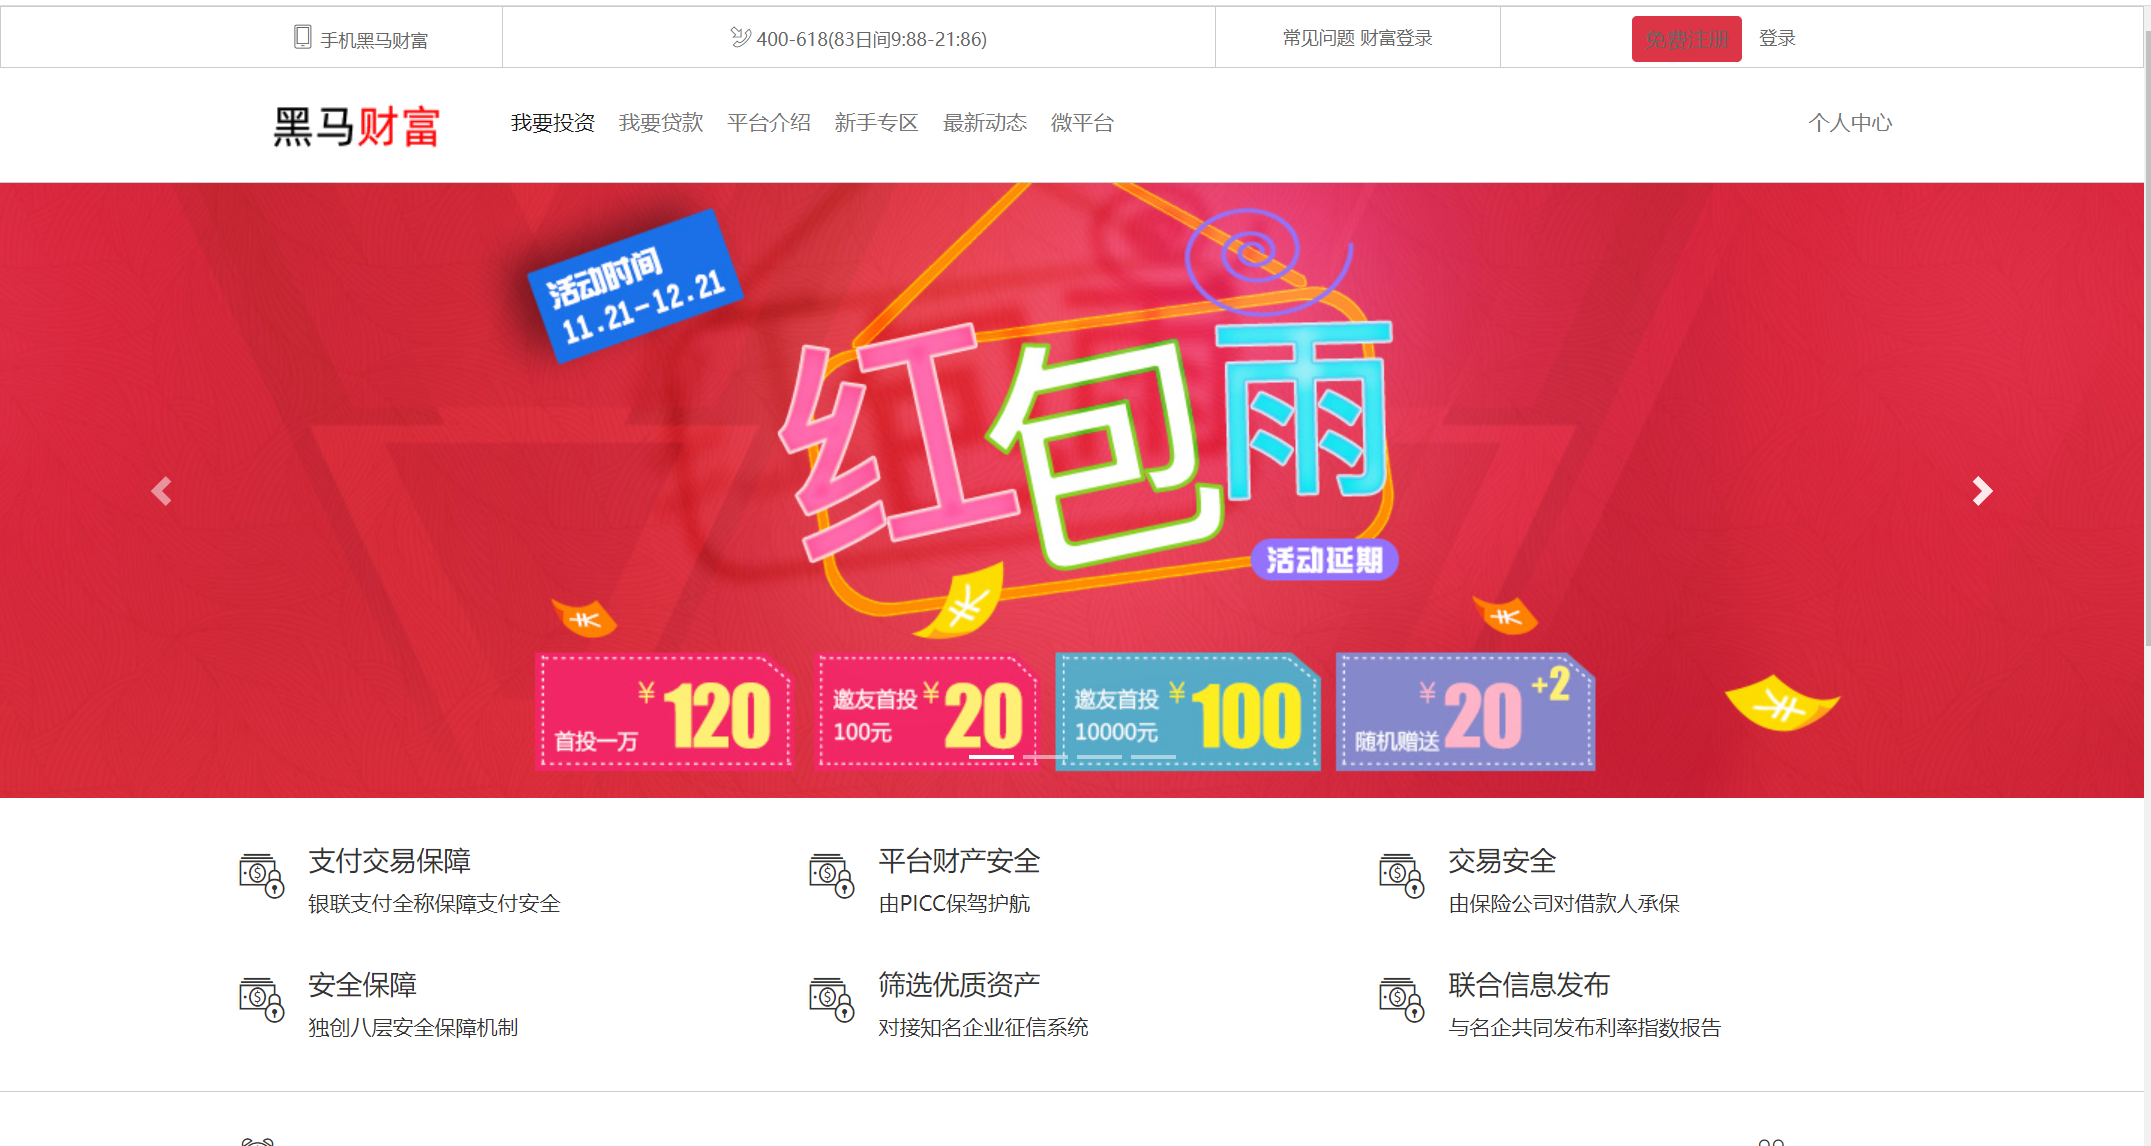 手机黑马财富
400-618(83日间9:88-21:86)
常见问题 财富登录
免费注册
登录
黑马财富
我要投资 我要贷款 平台介绍 新手专区 最新动态 微平台
个人中心
活动时间
11.21-12.21
红包雨
活动延期
首投一万 ¥120
邀友首投 ¥20
100元
邀友首投 ¥100
10000元
随机赠送 ¥20 +2
支付交易保障
银联支付全称保障支付安全
平台财产安全
由PICC保驾护航
交易安全
由保险公司对借款人承保
安全保障
独创八层安全保障机制
筛选优质资产
对接知名企业征信系统
联合信息发布
与名企共同发布利率指数报告